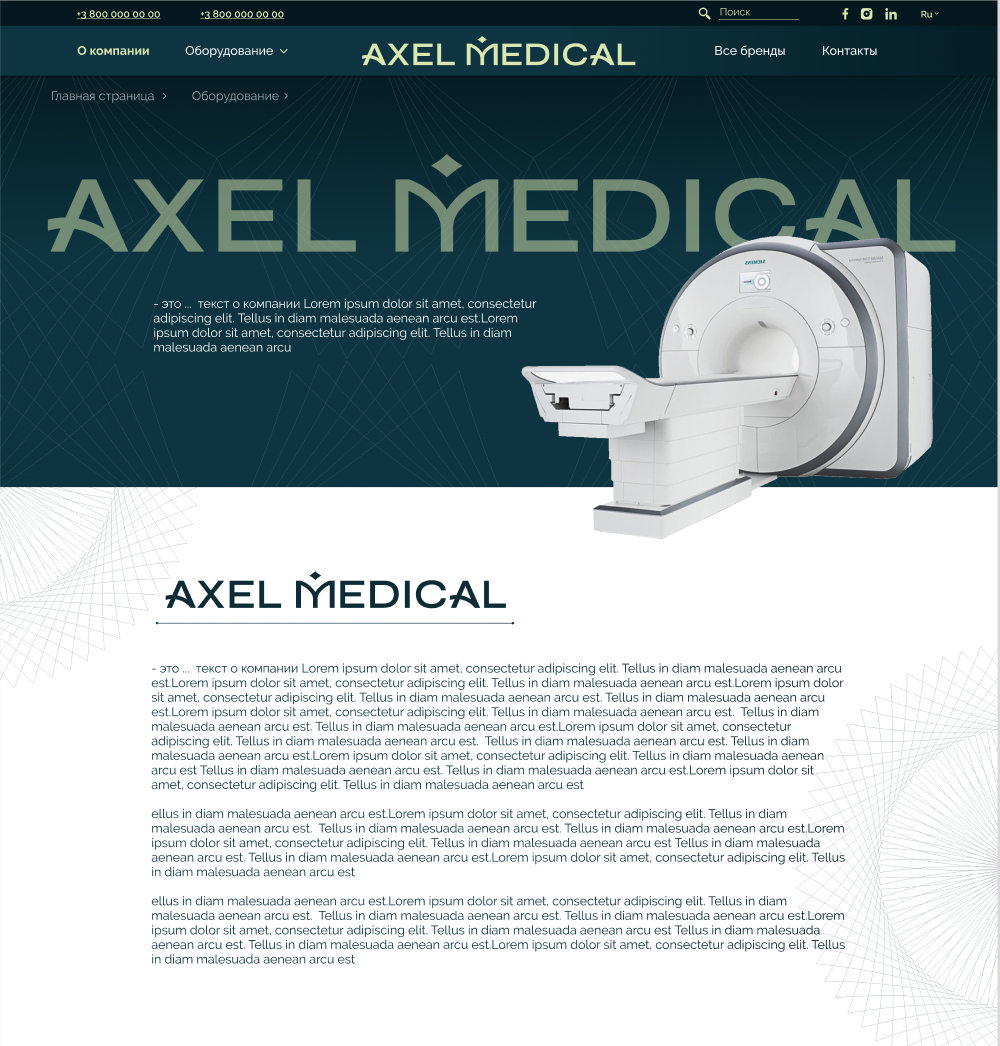 +3 800 000 00 00 +3 800 000 00 00 Поиск Ru
О компании Оборудование AXEL MEDICAL Все бренды Контакты
Главная страница Оборудование
AXEL MEDICAL
- это ... текст о компании Lorem ipsum dolor sit amet, consectetur
adipiscing elit. Tellus in diam malesuada aenean arcu est.Lorem
ipsum dolor sit amet, consectetur adipiscing elit. Tellus in diam
malesuada aenean arcu
AXEL MEDICAL
- это ... текст о компании Lorem ipsum dolor sit amet, consectetur adipiscing elit. Tellus in diam malesuada aenean arcu
est.Lorem ipsum dolor sit amet, consectetur adipiscing elit. Tellus in diam malesuada aenean arcu est.Lorem ipsum dolor
sit amet, consectetur adipiscing elit. Tellus in diam malesuada aenean arcu est. Tellus in diam malesuada aenean arcu
est.Lorem ipsum dolor sit amet, consectetur adipiscing elit. Tellus in diam malesuada aenean arcu est. Tellus in diam
malesuada aenean arcu est. Tellus in diam malesuada aenean arcu est.Lorem ipsum dolor sit amet, consectetur
adipiscing elit. Tellus in diam malesuada aenean arcu est. Tellus in diam malesuada aenean arcu est. Tellus in diam
malesuada aenean arcu est.Lorem ipsum dolor sit amet, consectetur adipiscing elit. Tellus in diam malesuada aenean
arcu est Tellus in diam malesuada aenean arcu est. Tellus in diam malesuada aenean arcu est.Lorem ipsum dolor sit
amet, consectetur adipiscing elit. Tellus in diam malesuada aenean arcu est
ellus in diam malesuada aenean arcu est.Lorem ipsum dolor sit amet, consectetur adipiscing elit. Tellus in diam
malesuada aenean arcu est. Tellus in diam malesuada aenean arcu est. Tellus in diam malesuada aenean arcu est.Lorem
ipsum dolor sit amet, consectetur adipiscing elit. Tellus in diam malesuada aenean arcu est Tellus in diam malesuada
aenean arcu est. Tellus in diam malesuada aenean arcu est.Lorem ipsum dolor sit amet, consectetur adipiscing elit. Tellus
in diam malesuada aenean arcu est
ellus in diam malesuada aenean arcu est.Lorem ipsum dolor sit amet, consectetur adipiscing elit. Tellus in diam
malesuada aenean arcu est. Tellus in diam malesuada aenean arcu est. Tellus in diam malesuada aenean arcu est.Lorem
ipsum dolor sit amet, consectetur adipiscing elit. Tellus in diam malesuada aenean arcu est Tellus in diam malesuada
aenean arcu est. Tellus in diam malesuada aenean arcu est.Lorem ipsum dolor sit amet, consectetur adipiscing elit. Tellus
in diam malesuada aenean arcu est